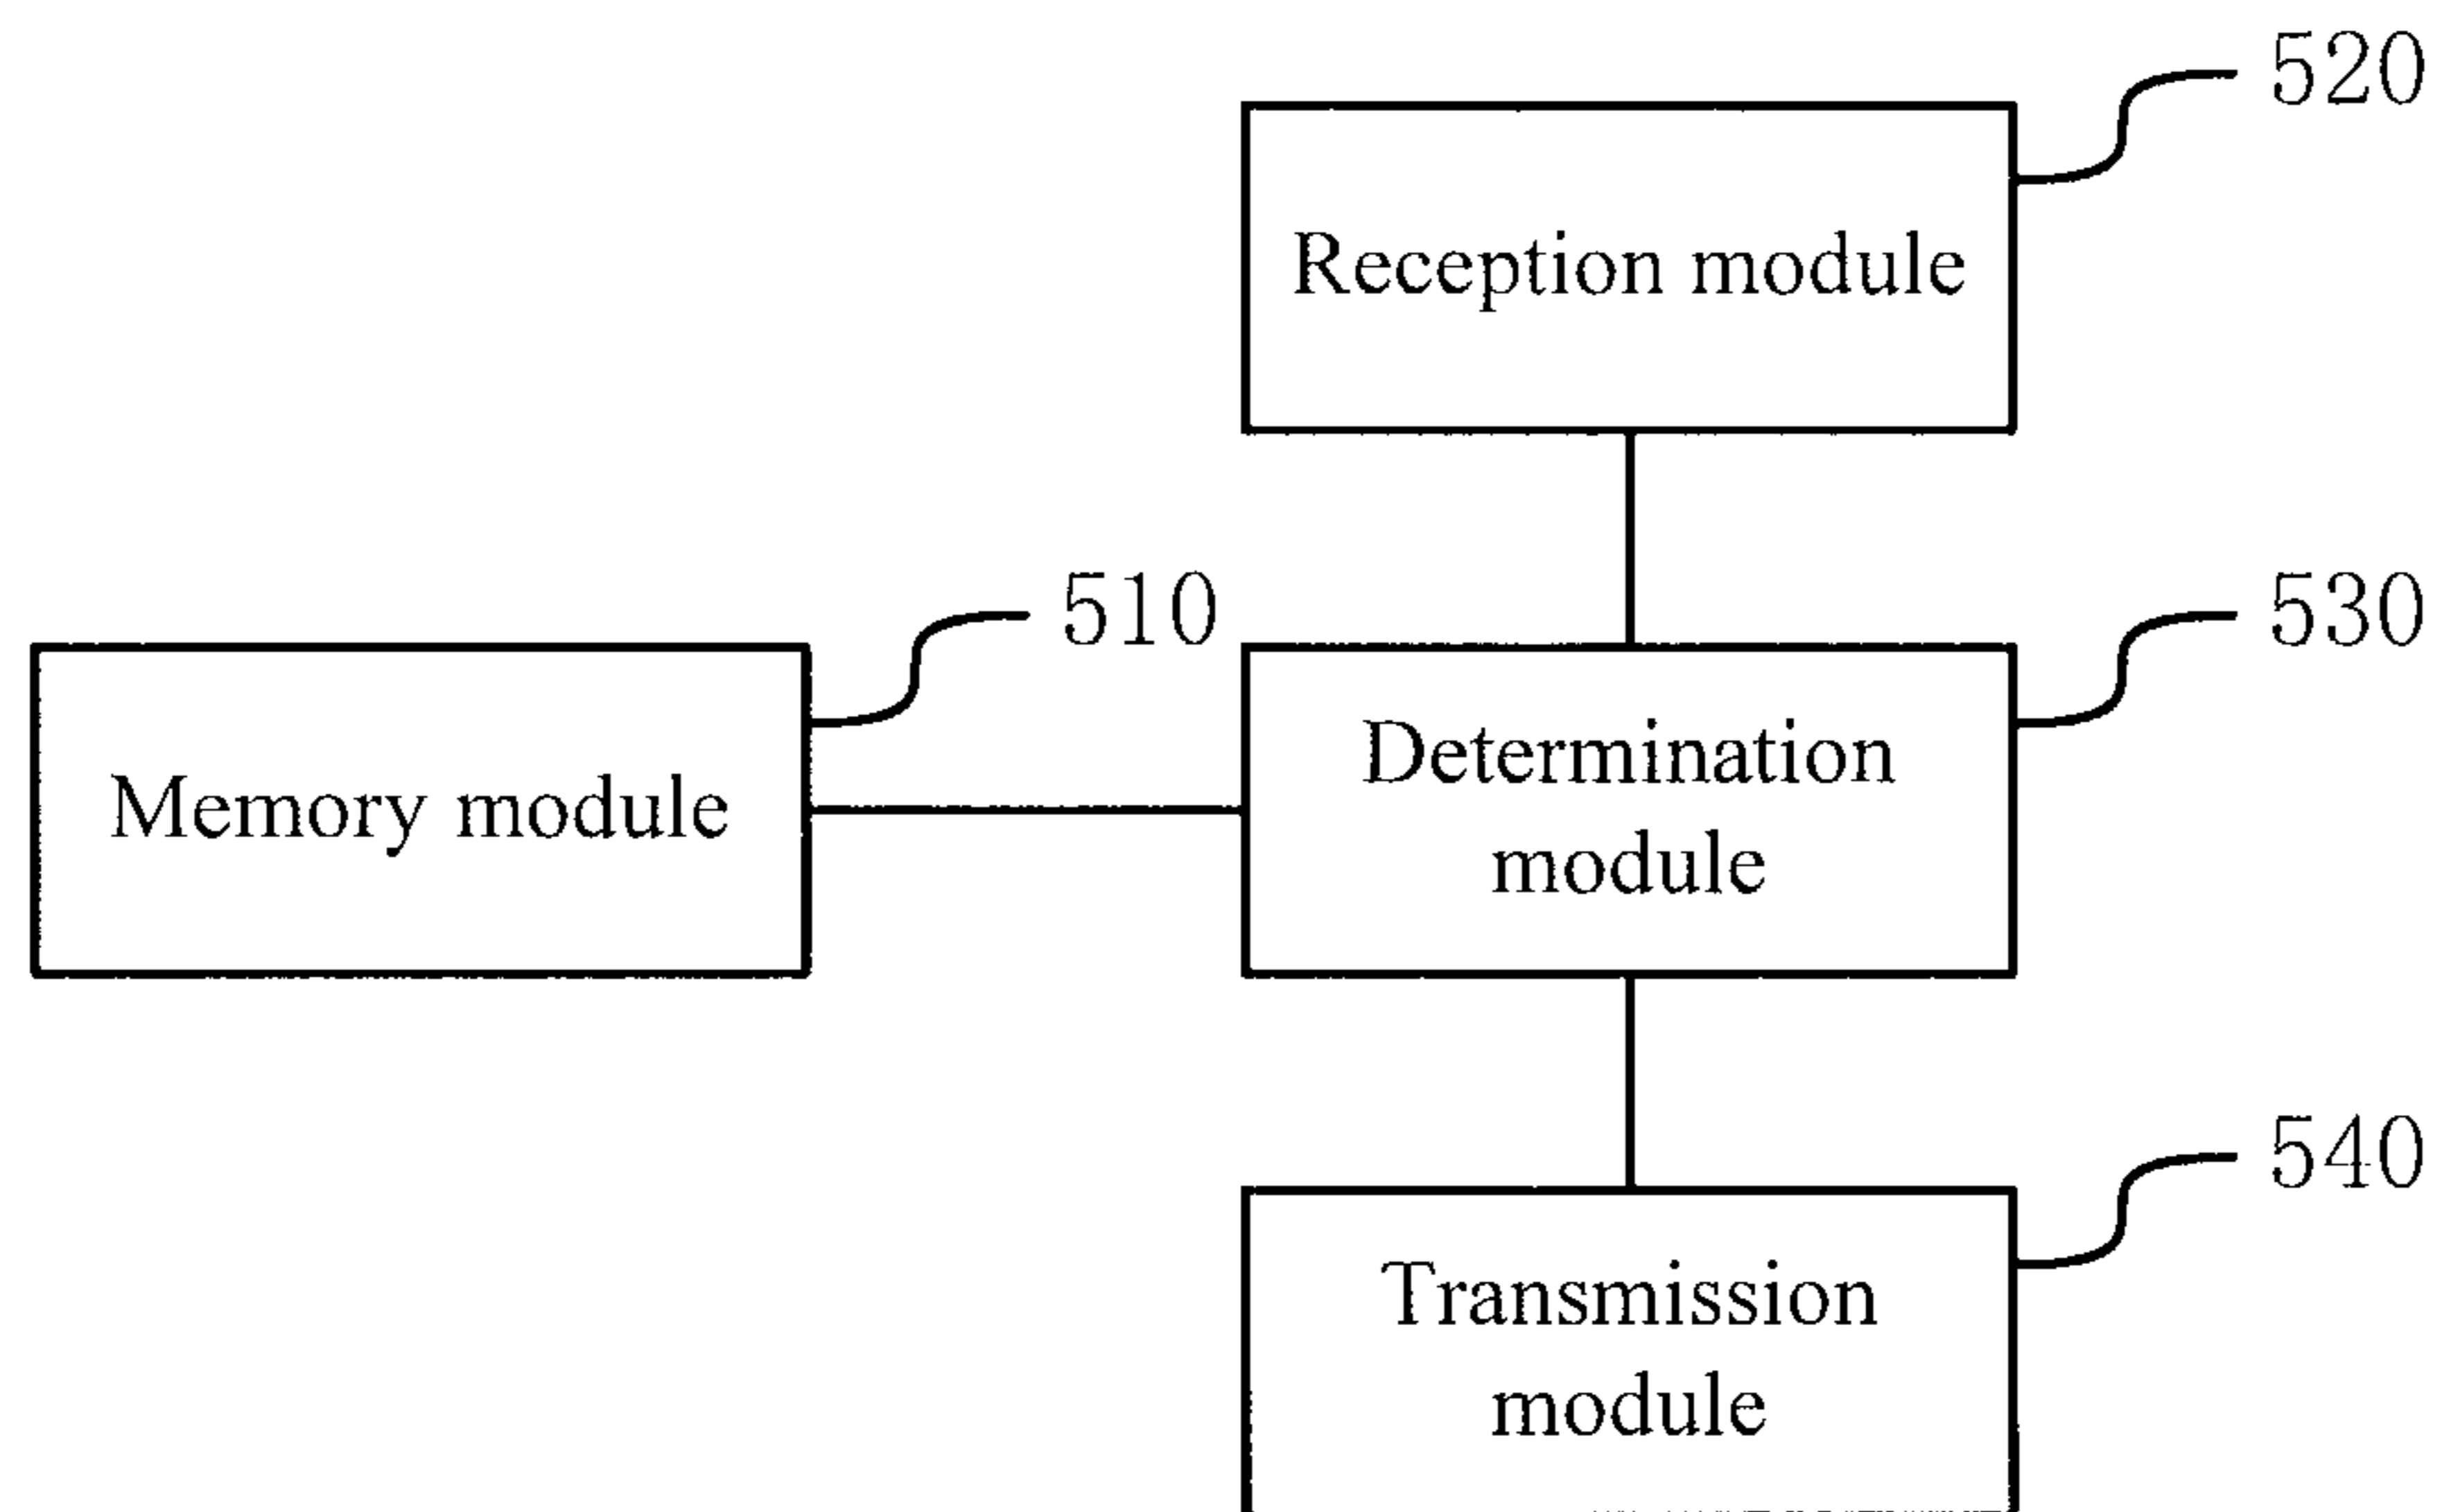 520
Reception module
510
530
Memory module
Determination
module
540
Transmission
module